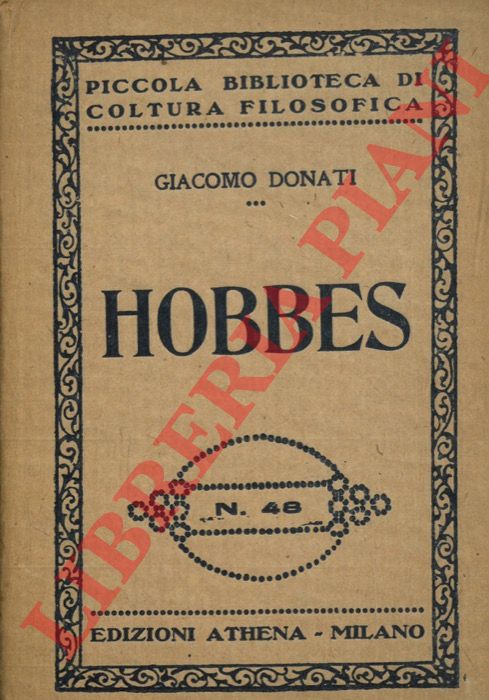 PICCOLA BIBLIOTECA DI
COLTURA FILOSOFICA
GIACOMO DONATI
HOBBES
N. 48
EDIZIONI ATHENA - MILANO
LIBRERIA PIANI